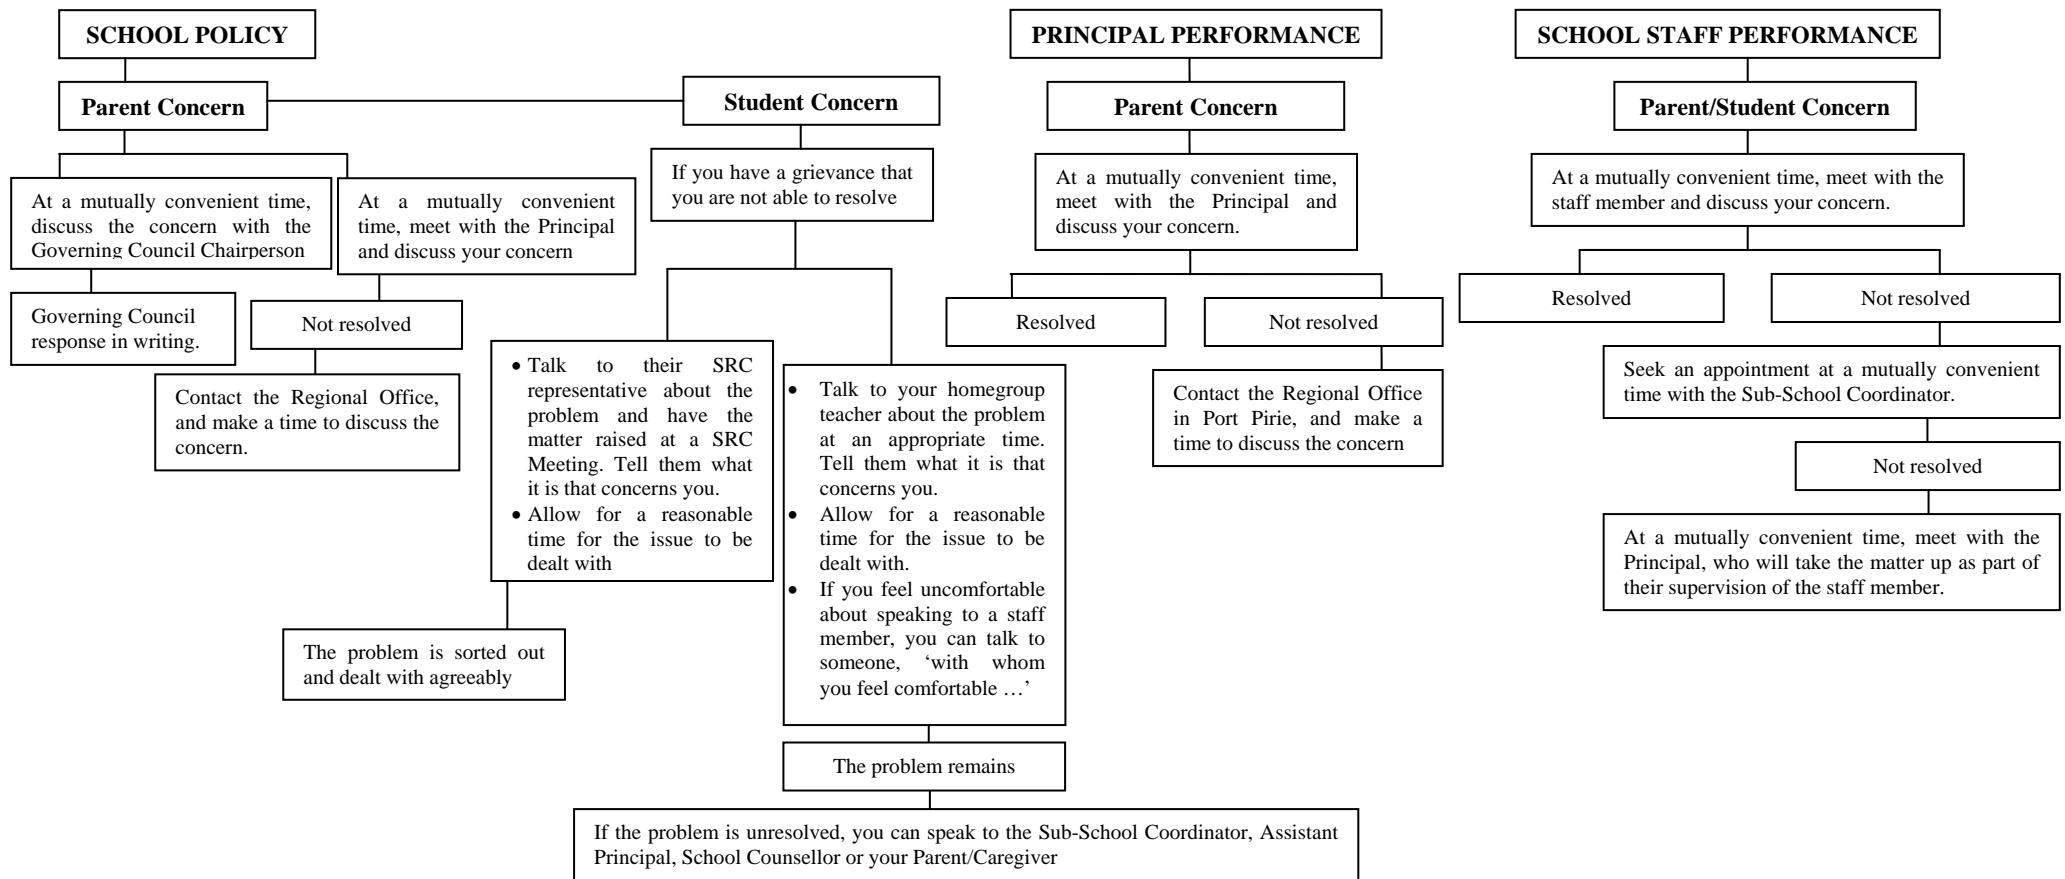 SCHOOL POLICY
Parent Concern
At a mutually convenient time,
discuss the concern with the
Governing Council Chairperson
Governing Council
response in writing.
At a mutually convenient
time, meet with the Principal
and discuss your concern
Not resolved
Contact the Regional Office,
and make a time to discuss the
concern.
Student Concern
If you have a grievance that
you are not able to resolve
• Talk to their SRC
representative about the
problem and have the
matter raised at a SRC
Meeting. Tell them what
it is that concerns you.
• Allow for a reasonable
time for the issue to be
dealt with
The problem is sorted out
and dealt with agreeably
• Talk to your homegroup
teacher about the problem
at an appropriate time.
Tell them what it is that
concerns you.
• Allow for a reasonable
time for the issue to be
dealt with.
• If you feel uncomfortable
about speaking to a staff
member, you can talk to
someone, ‘with whom
you feel comfortable …’
The problem remains
If the problem is unresolved, you can speak to the Sub-School Coordinator, Assistant
Principal, School Counsellor or your Parent/Caregiver
PRINCIPAL PERFORMANCE
Parent Concern
At a mutually convenient time,
meet with the Principal and
discuss your concern.
Resolved
Not resolved
Contact the Regional Office
in Port Pirie, and make a
time to discuss the concern
SCHOOL STAFF PERFORMANCE
Parent/Student Concern
At a mutually convenient time, meet with the
staff member and discuss your concern.
Resolved
Not resolved
Seek an appointment at a mutually convenient
time with the Sub-School Coordinator.
Not resolved
At a mutually convenient time, meet with the
Principal, who will take the matter up as part of
their supervision of the staff member.